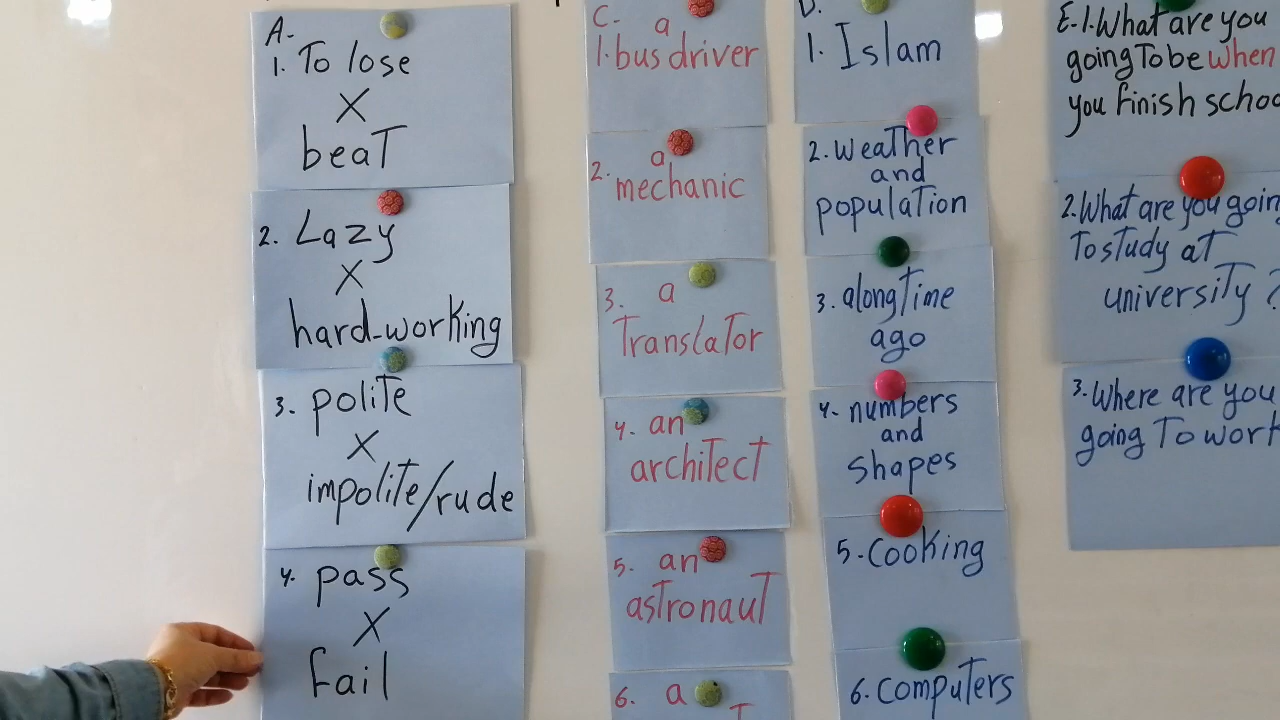 A-
1. To lose
X
beat
2. Lazy
X
hard-working
3. polite
X
impolite/rude
4. pass
X
fail
C- a
1. bus driver
a
2. mechanic
3. a
Translator
4. an
architect
5. an
astronaut
6. a
D.
1. Islam
2. weather
and
population
3. a long time
ago
4- numbers
and
shapes
5- Cooking
6. computers
E-1. What are you
going To be when
you finish
2. What are you
To study at
university ?
3. Where are you
going To